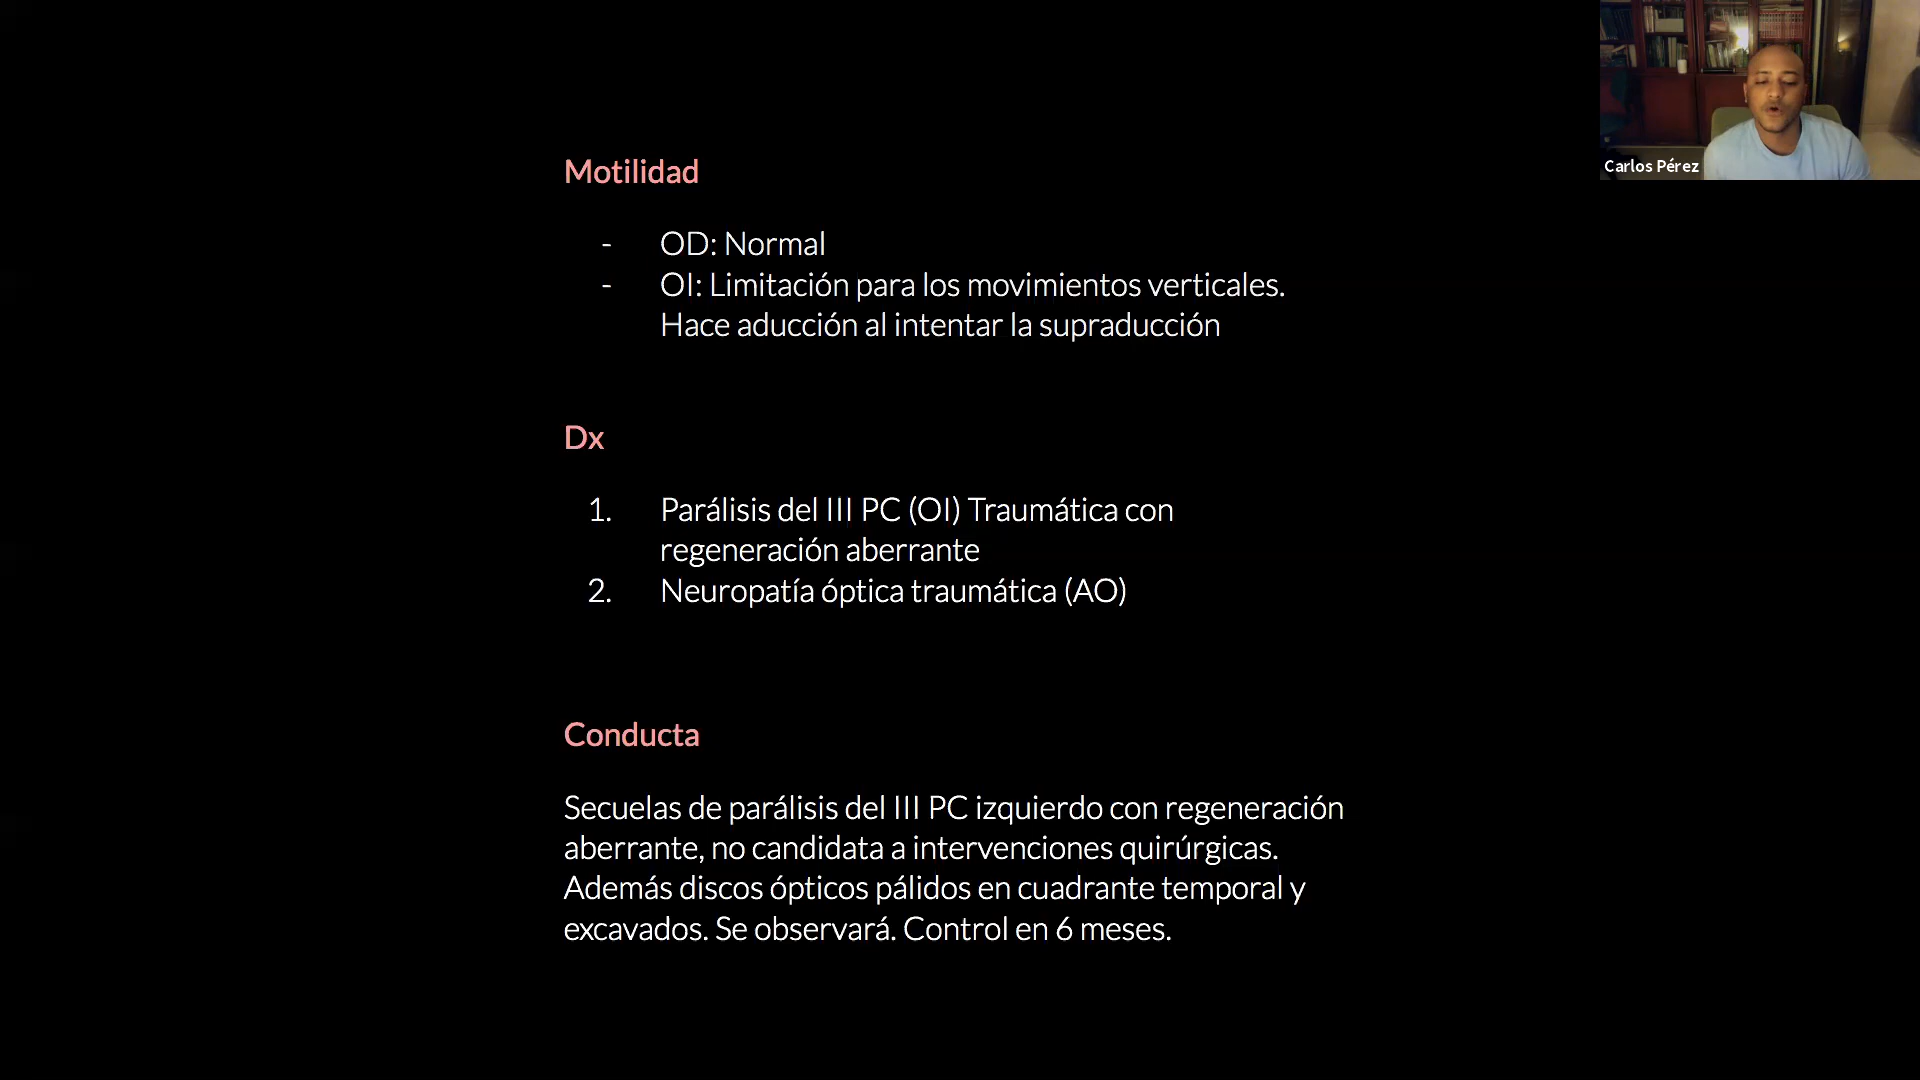 Motilidad
- OD: Normal
- OI: Limitación para los movimientos verticales.
Hace aducción al intentar la supraducción
Dx
1. Parálisis del III PC (OI) Traumática con
regeneración aberrante
2. Neuropatía óptica traumática (AO)
Conducta
Secuelas de parálisis del III PC izquierdo con regeneración
aberrante, no candidata a intervenciones quirúrgicas.
Además discos ópticos pálidos en cuadrante temporal y
excavados. Se observará. Control en 6 meses.
Carlos Pérez